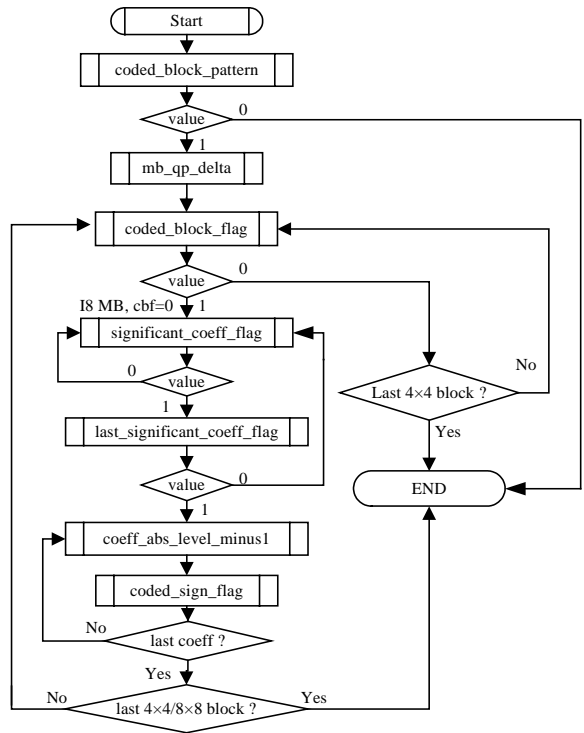 Start
coded_block_pattern
value
0
1
mb_qp_delta
coded_block_flag
value
0
I8 MB, cbf=0
1
significant_coeff_flag
0
value
No
Last 4×4 block ?
1
last_significant_coeff_flag
Yes
value
0
END
1
coeff_abs_level_minus1
coded_sign_flag
No
last coeff ?
Yes
No
Yes
last 4×4/8×8 block ?